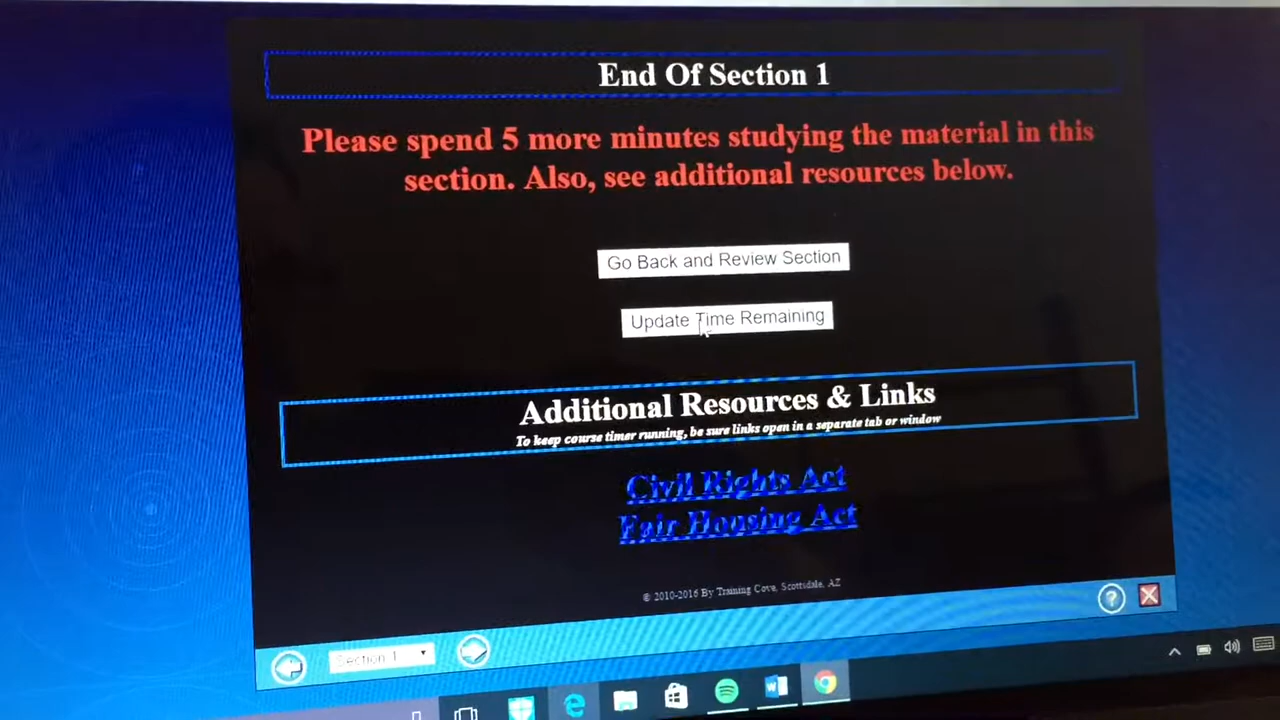 End Of Section 1
Please spend 5 more minutes studying the material in this
section. Also, see additional resources below.
Go Back and Review Section
Update Time Remaining
Additional Resources & Links
To keep course timer running, be sure links open in a separate tab or window
Civil Rights Act
Fair Housing Act
© 2010-2016 By Training Cove, Scottsdale, AZ
?
Section 1